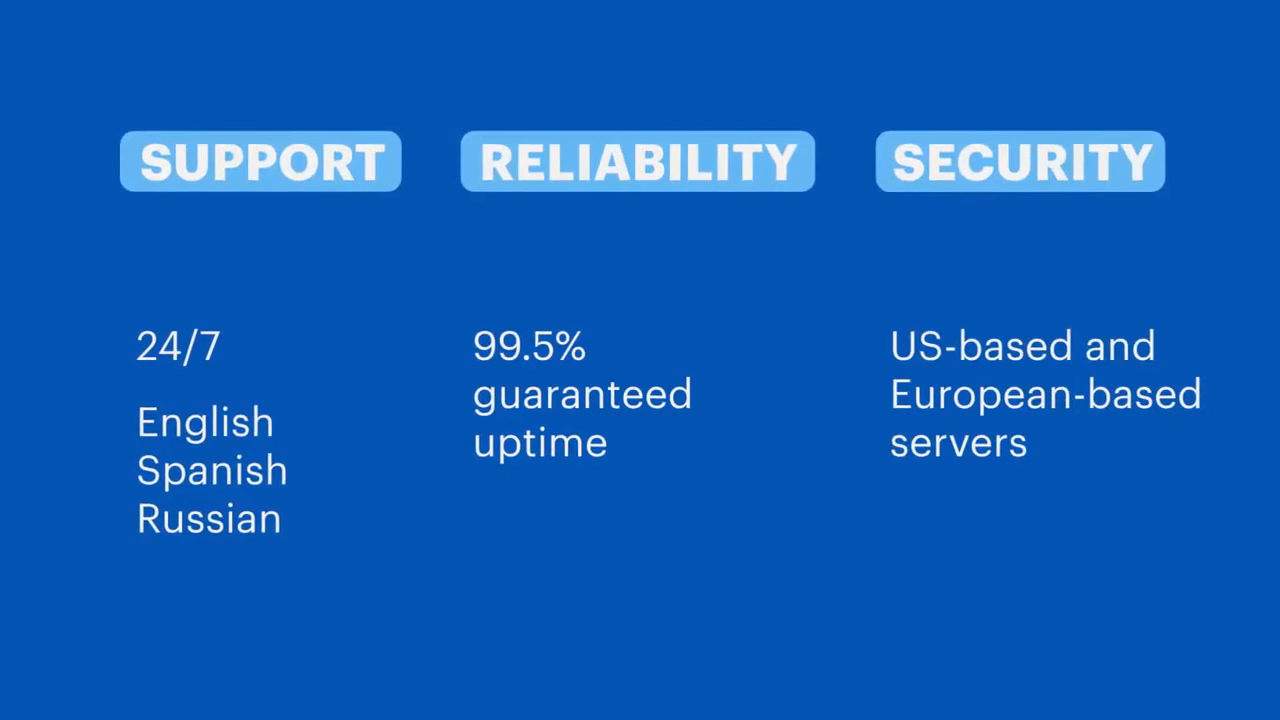 SUPPORT
24/7
English
Spanish
Russian
RELIABILITY
99.5%
guaranteed
uptime
SECURITY
US-based and
European-based
servers